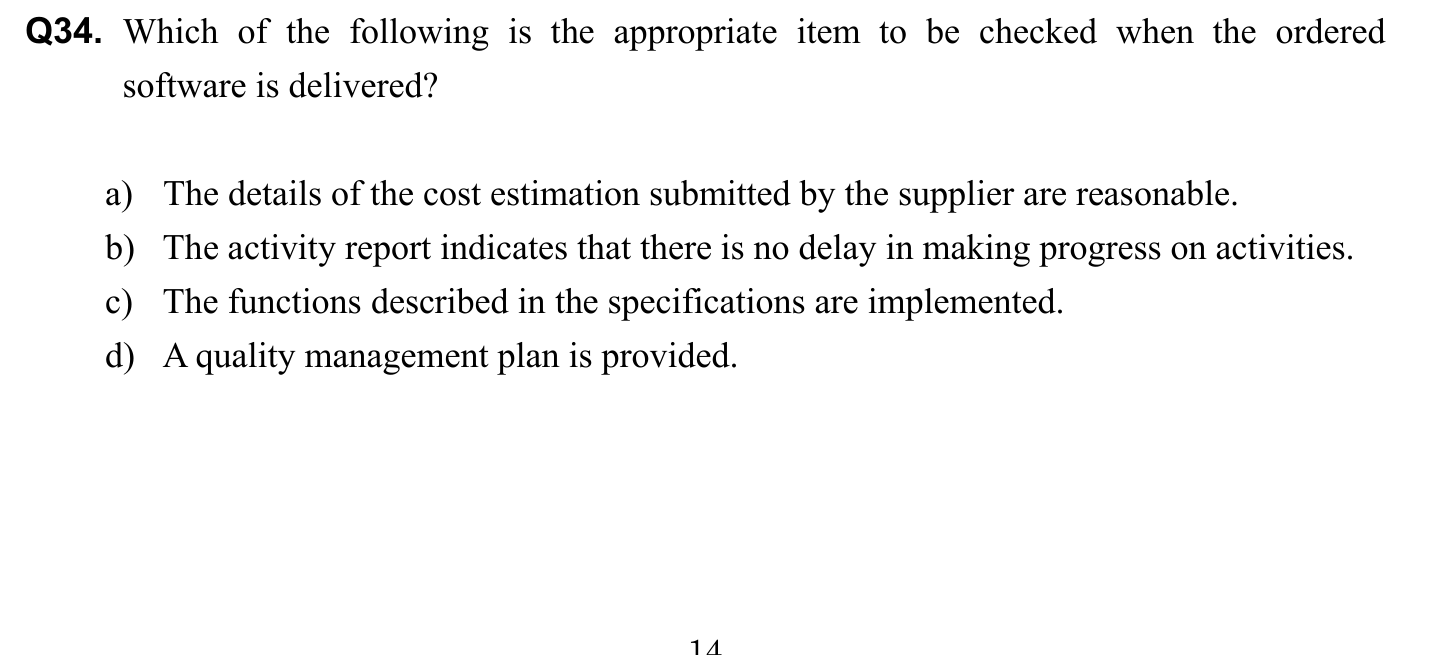 Q34. Which of the following is the appropriate item to be checked when the ordered
software is delivered?
a) The details of the cost estimation submitted by the supplier are reasonable.
b) The activity report indicates that there is no delay in making progress on activities.
c) The functions described in the specifications are implemented.
d) A quality management plan is provided.
14